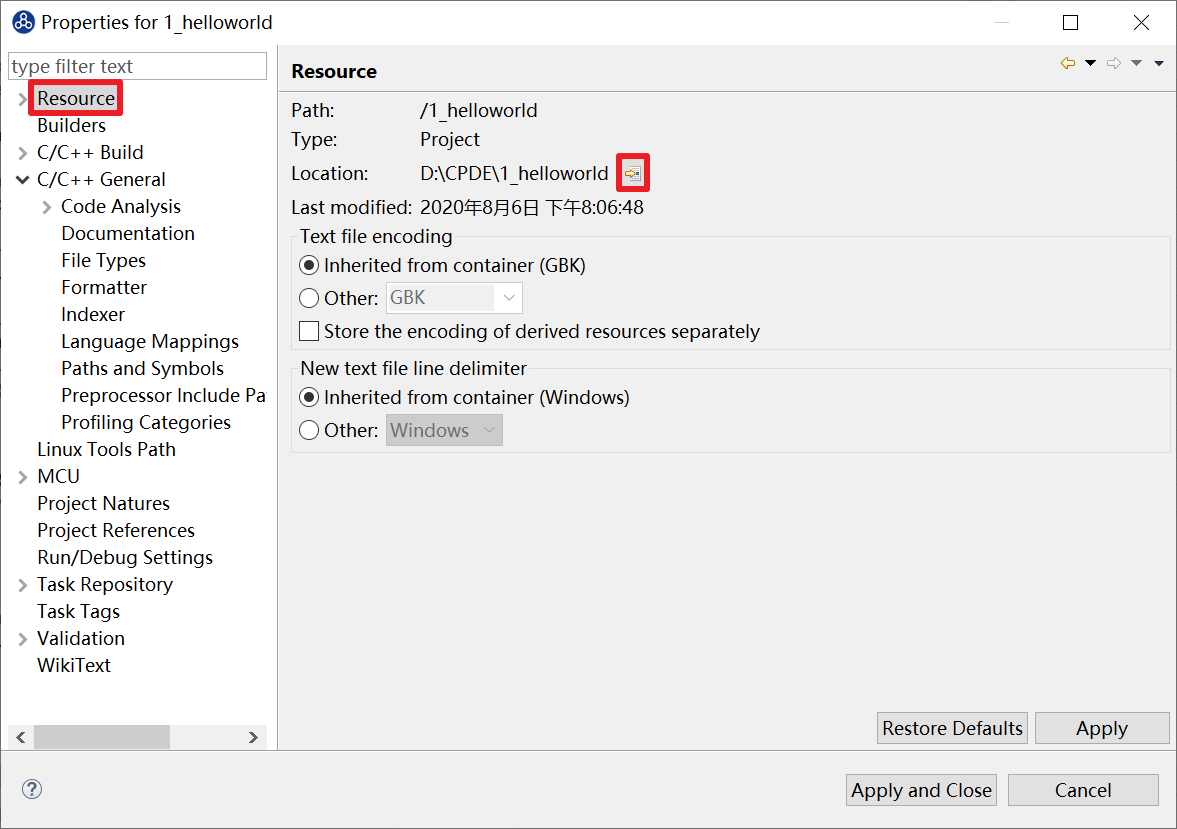 Properties for 1_helloworld
type filter text
Resource
Builders
C/C++ Build
C/C++ General
Code Analysis
Documentation
File Types
Formatter
Indexer
Language Mappings
Paths and Symbols
Preprocessor Include Pa
Profiling Categories
Linux Tools Path
MCU
Project Natures
Project References
Run/Debug Settings
Task Repository
Task Tags
Validation
WikiText
Resource
Path: /1_helloworld
Type: Project
Location: D:\CPDE\1_helloworld
Last modified: 2020年8月6日 下午8:06:48
Text file encoding
Inherited from container (GBK)
Other: GBK
Store the encoding of derived resources separately
New text file line delimiter
Inherited from container (Windows)
Other: Windows
Restore Defaults Apply
Apply and Close Cancel